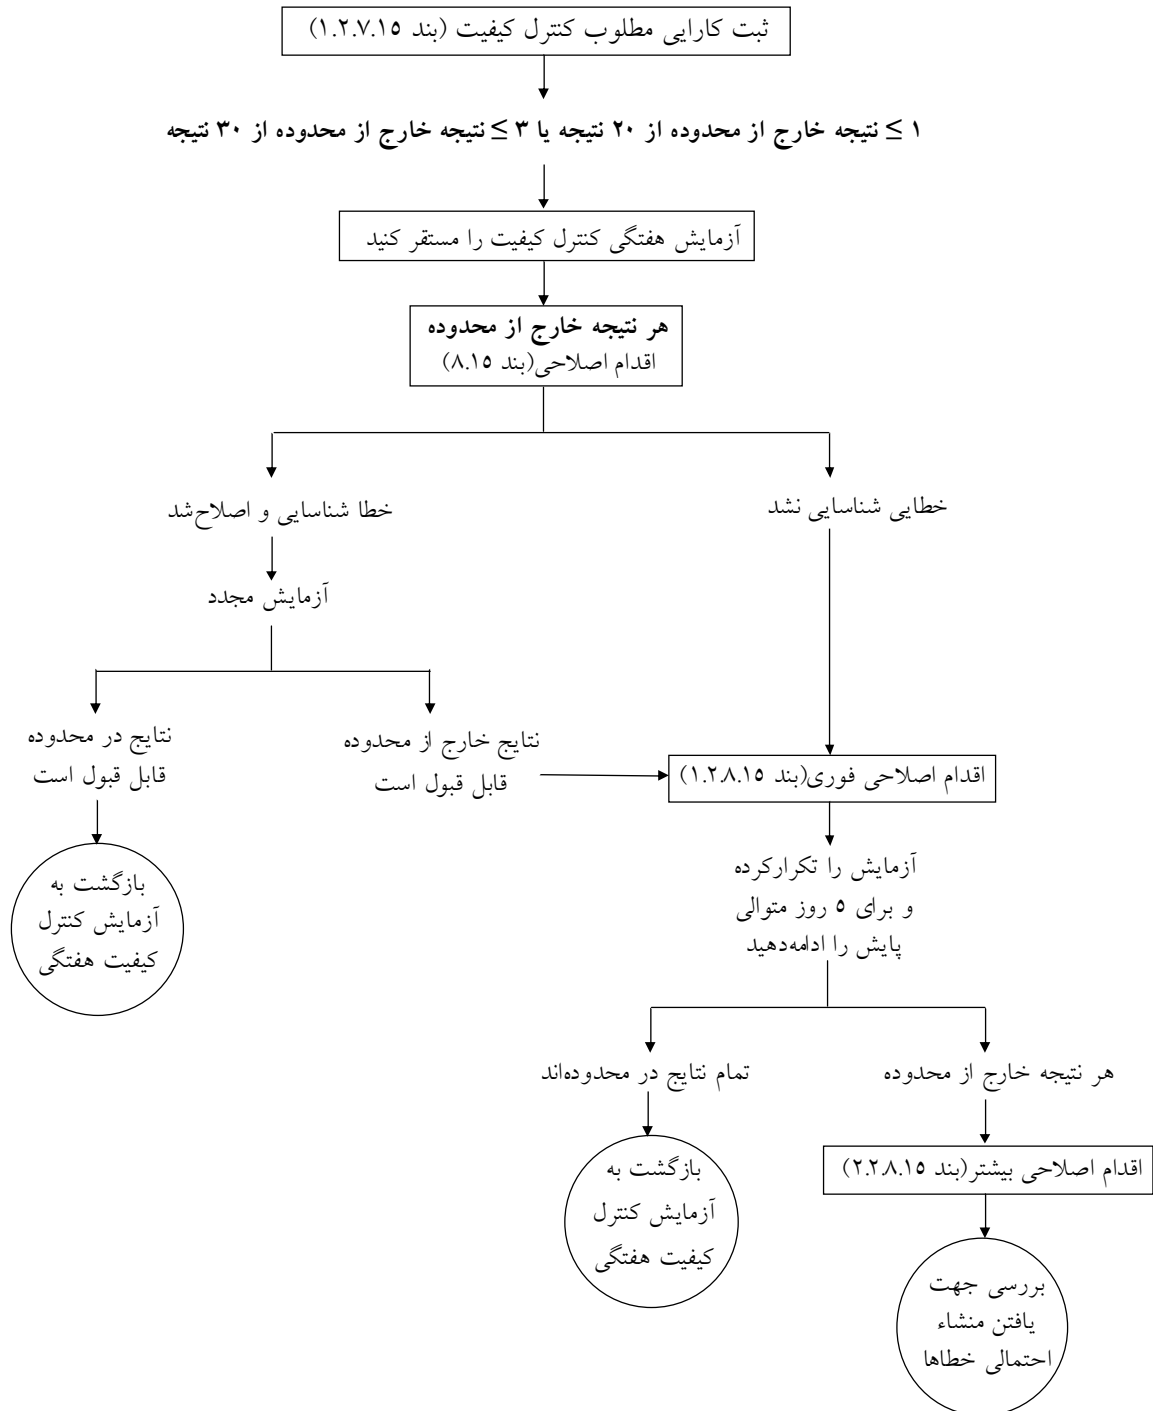 ثبت کارایی مطلوب کنترل کیفیت (بند ۱.۲.۷.۱۵)
۱ ≥ نتیجه خارج از محدوده از ۲۰ نتیجه یا ۳ ≥ نتیجه خارج از محدوده از ۳۰ نتیجه
آزمایش هفتگی کنترل کیفیت را مستقر کنید
هر نتیجه خارج از محدوده
اقدام اصلاحی(بند ۸.۱۵)
خطایی شناسایی نشد
خطا شناسایی و اصلاح‌شد
آزمایش مجدد
نتایج خارج از محدوده
قابل قبول است
نتایج در محدوده
قابل قبول است
اقدام اصلاحی فوری(بند ۱.۲.۸.۱۵)
بازگشت به
آزمایش کنترل
کیفیت هفتگی
آزمایش را تکرارکرده
و برای ۵ روز متوالی
پایش را ادامه‌دهید
هر نتیجه خارج از محدوده
تمام نتایج در محدوده‌اند
اقدام اصلاحی بیشتر(بند ۲.۲.۸.۱۵)
بازگشت به
آزمایش کنترل
کیفیت هفتگی
بررسی جهت
یافتن منشاء
احتمالی خطاها